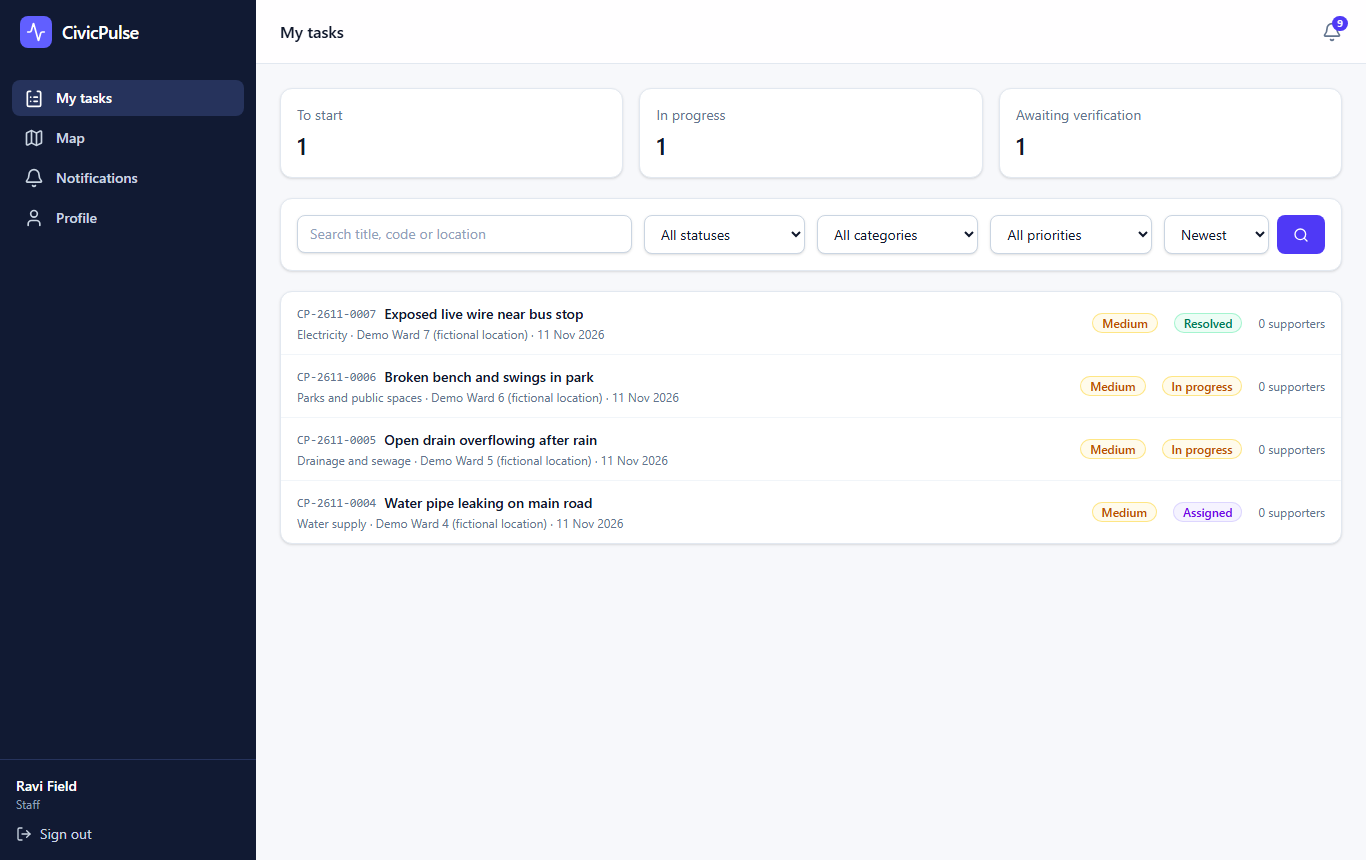 CivicPulse
My tasks
Map
Notifications
Profile
Ravi Field
Staff
Sign out
My tasks
9
To start
1
In progress
1
Awaiting verification
1
Search title, code or location
All statuses
All categories
All priorities
Newest
CP-2611-0007 Exposed live wire near bus stop
Electricity · Demo Ward 7 (fictional location) · 11 Nov 2026
Medium Resolved 0 supporters
CP-2611-0006 Broken bench and swings in park
Parks and public spaces · Demo Ward 6 (fictional location) · 11 Nov 2026
Medium In progress 0 supporters
CP-2611-0005 Open drain overflowing after rain
Drainage and sewage · Demo Ward 5 (fictional location) · 11 Nov 2026
Medium In progress 0 supporters
CP-2611-0004 Water pipe leaking on main road
Water supply · Demo Ward 4 (fictional location) · 11 Nov 2026
Medium Assigned 0 supporters